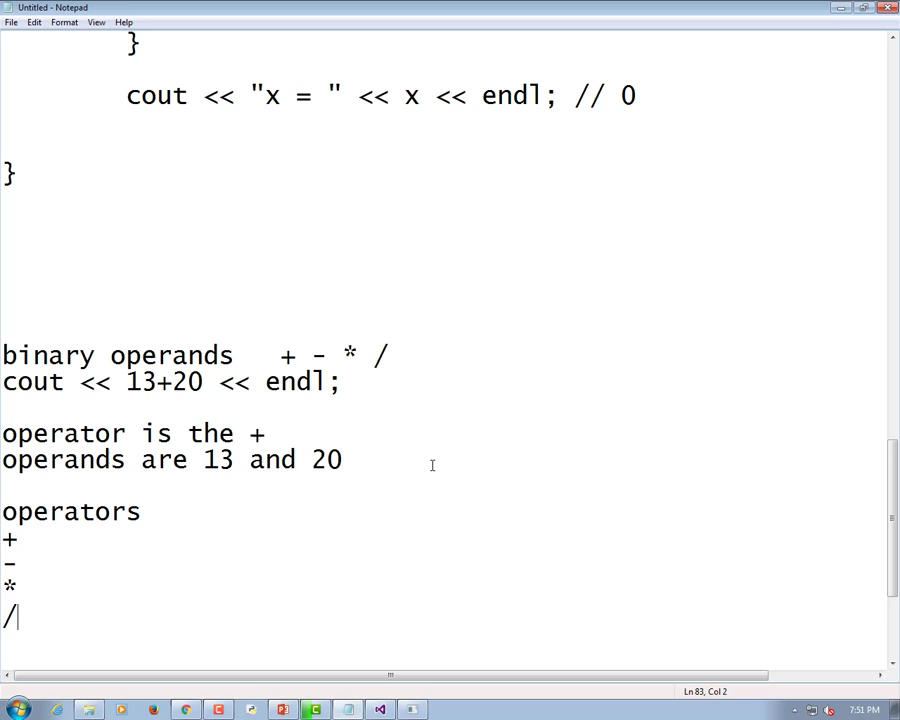 Untitled - Notepad
File Edit Format View Help
}
cout << "x = " << x << endl; // 0
}
binary operands + - * /
cout << 13+20 << endl;
operator is the +
operands are 13 and 20
operators
+
-
*
/
Ln 83, Col 2
7:51 PM